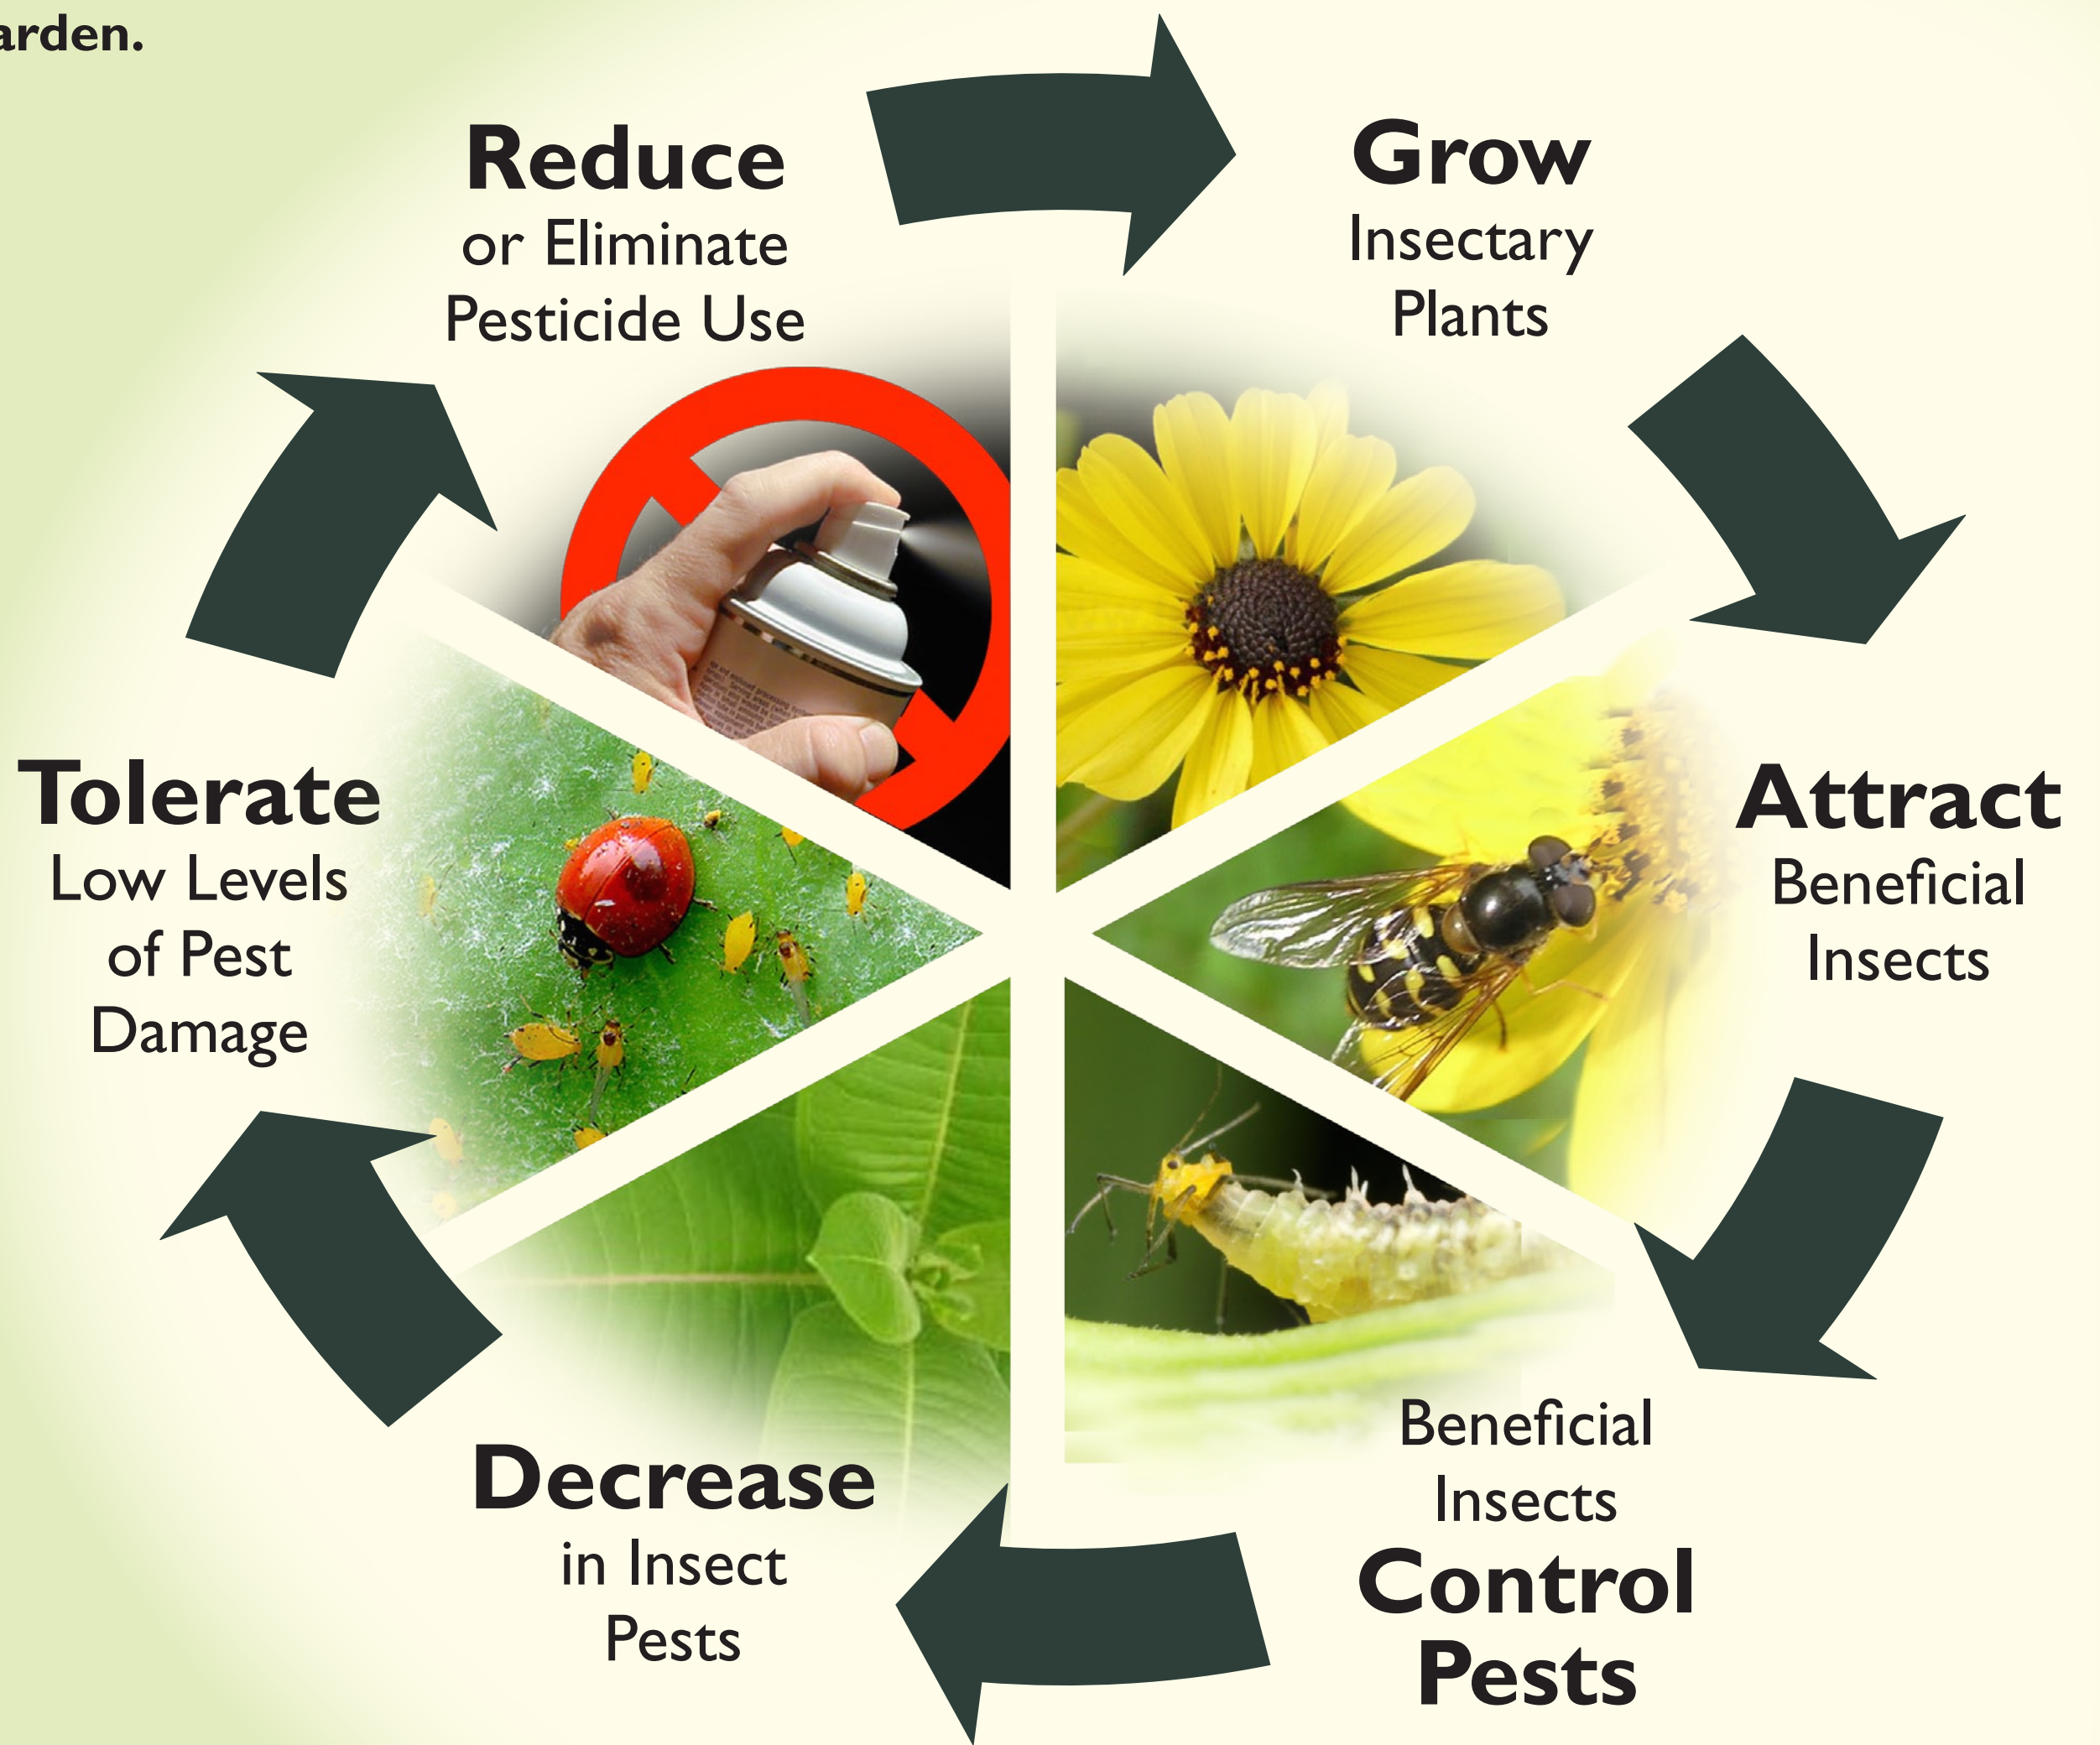 arden.
Reduce
or Eliminate
Pesticide Use
Grow
Insectary
Plants
Attract
Beneficial
Insects
Beneficial
Insects
Control
Pests
Decrease
in Insect
Pests
Tolerate
Low Levels
of Pest
Damage